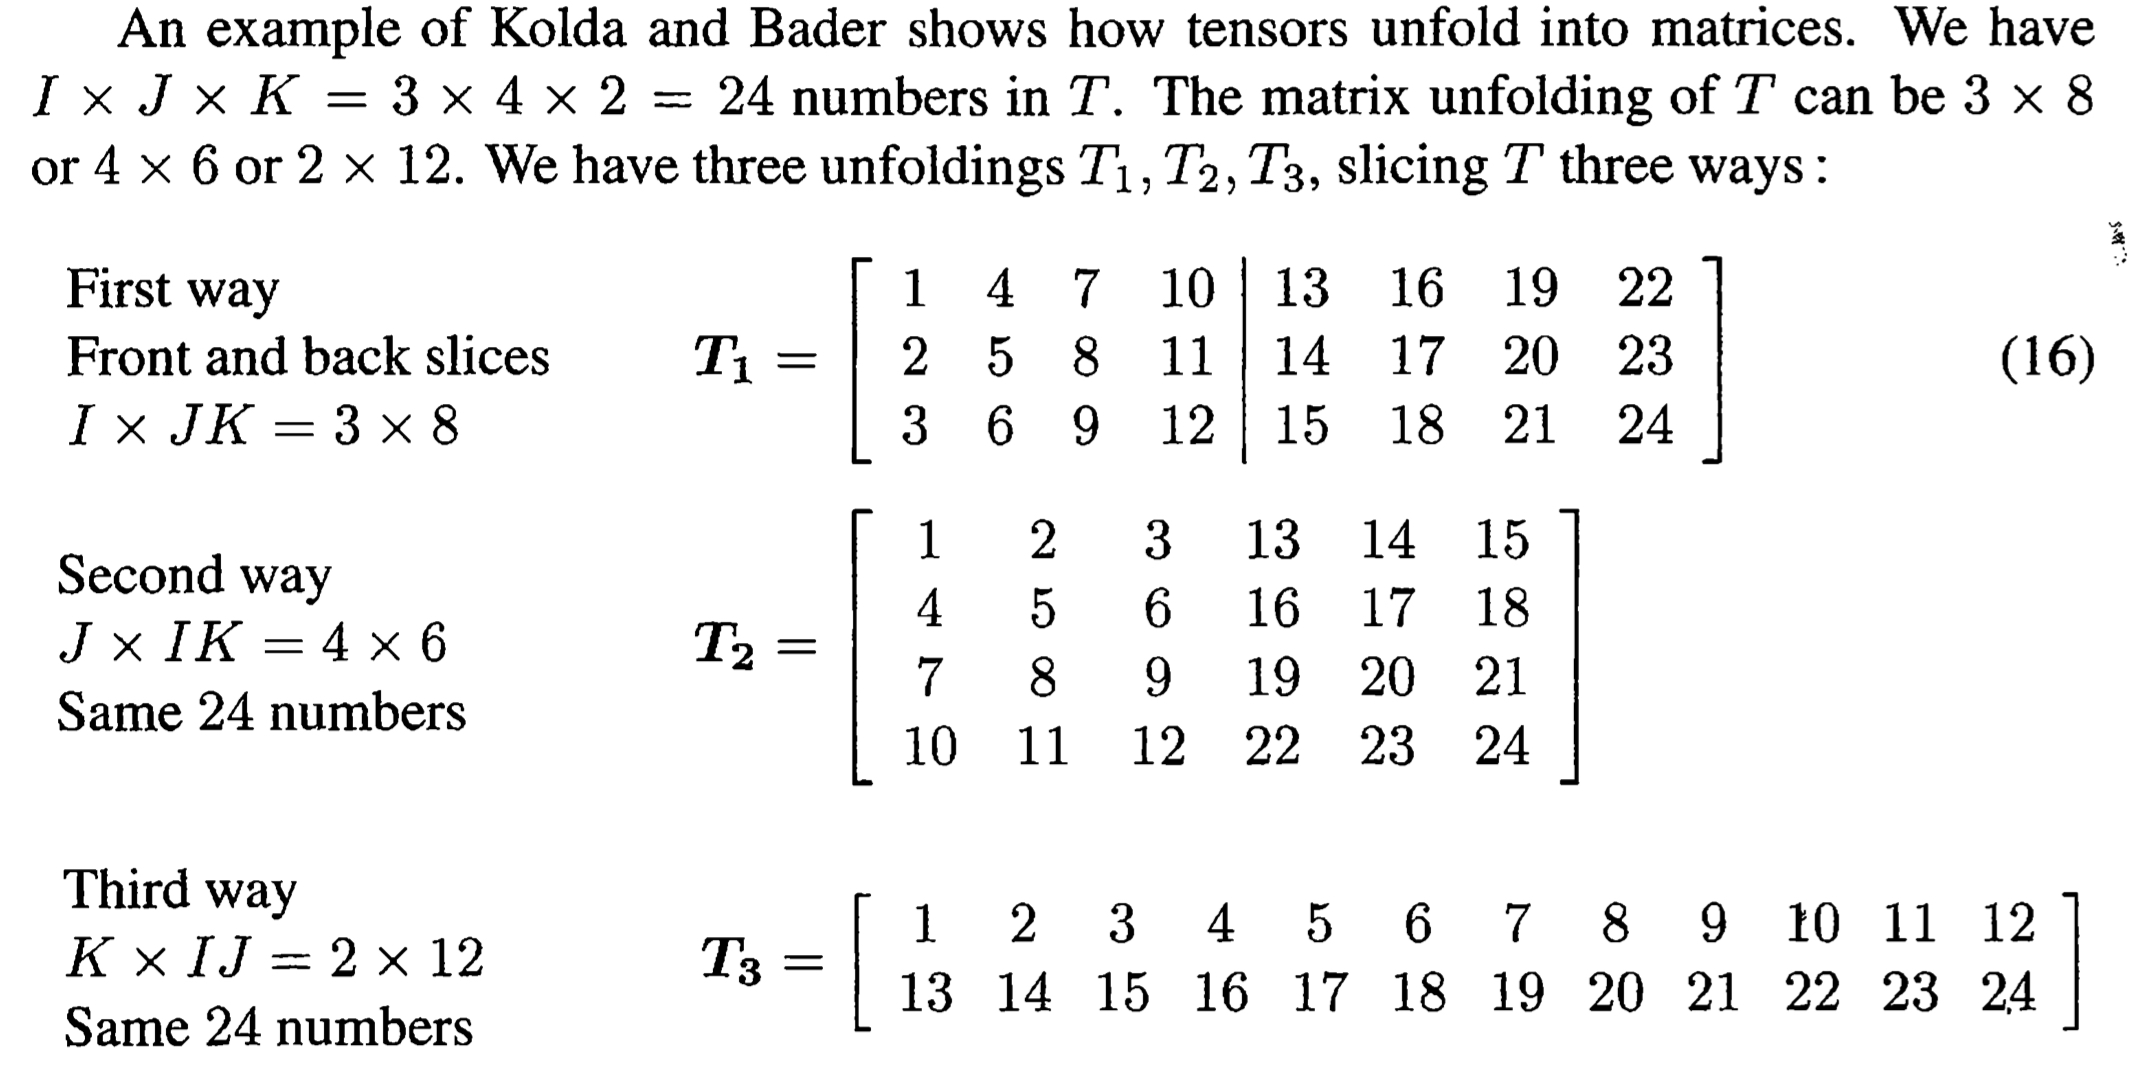 An example of Kolda and Bader shows how tensors unfold into matrices. We have
I × J × K = 3 × 4 × 2 = 24 numbers in T. The matrix unfolding of T can be 3 × 8
or 4 × 6 or 2 × 12. We have three unfoldings T₁, T₂, T₃, slicing T three ways :
First way
Front and back slices
I × JK = 3 × 8
T₁ =
1 4 7 10 | 13 16 19 22
2 5 8 11 | 14 17 20 23
3 6 9 12 | 15 18 21 24
(16)
Second way
J × IK = 4 × 6
Same 24 numbers
T₂ =
1 2 3 13 14 15
4 5 6 16 17 18
7 8 9 19 20 21
10 11 12 22 23 24
Third way
K × IJ = 2 × 12
Same 24 numbers
T₃ =
1 2 3 4 5 6 7 8 9 10 11 12
13 14 15 16 17 18 19 20 21 22 23 24